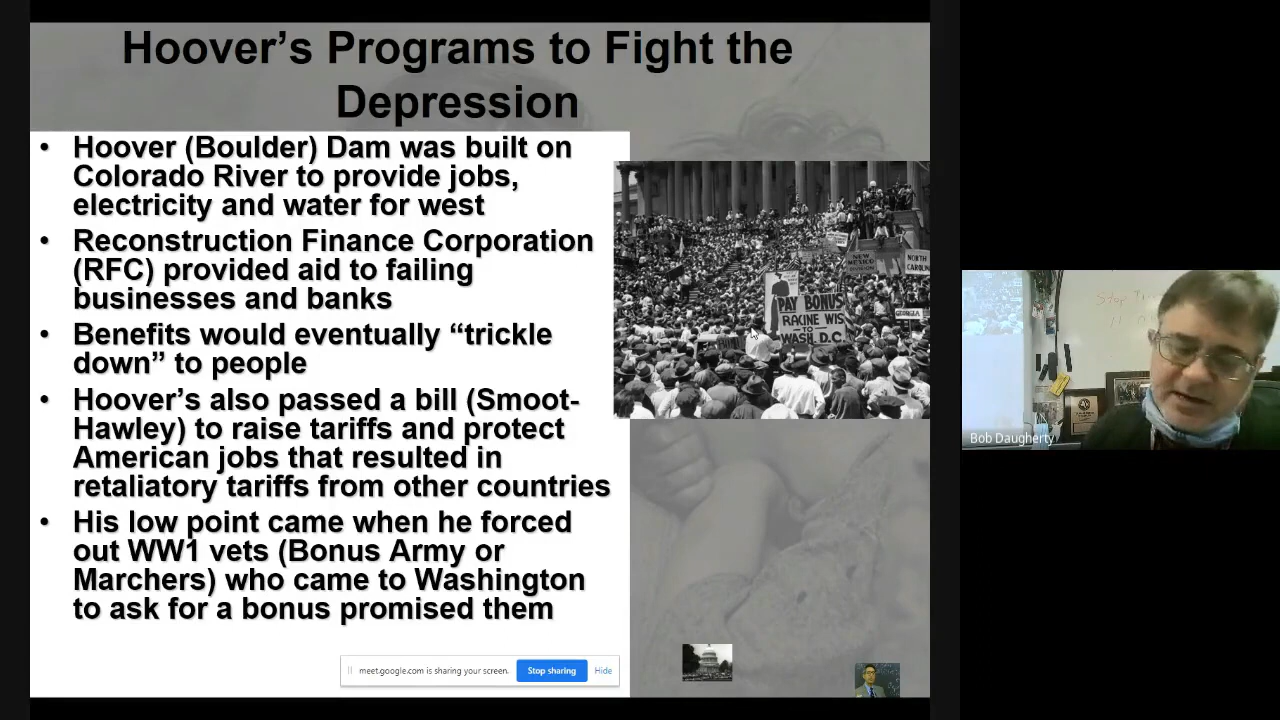 Hoover's Programs to Fight the
Depression
• Hoover (Boulder) Dam was built on
Colorado River to provide jobs,
electricity and water for west
• Reconstruction Finance Corporation
(RFC) provided aid to failing
businesses and banks
• Benefits would eventually “trickle
down” to people
• Hoover's also passed a bill (Smoot-
Hawley) to raise tariffs and protect
American jobs that resulted in
retaliatory tariffs from other countries
• His low point came when he forced
out WW1 vets (Bonus Army or
Marchers) who came to Washington
to ask for a bonus promised them
NEW
MEXICO
NORTH
CAROLINA
GEORGIA
PAY BONUS
RACINE WIS
TO
WASH. D.C.
meet.google.com is sharing your screen.
Stop sharing
Hide
Stop
Bob Daugherty